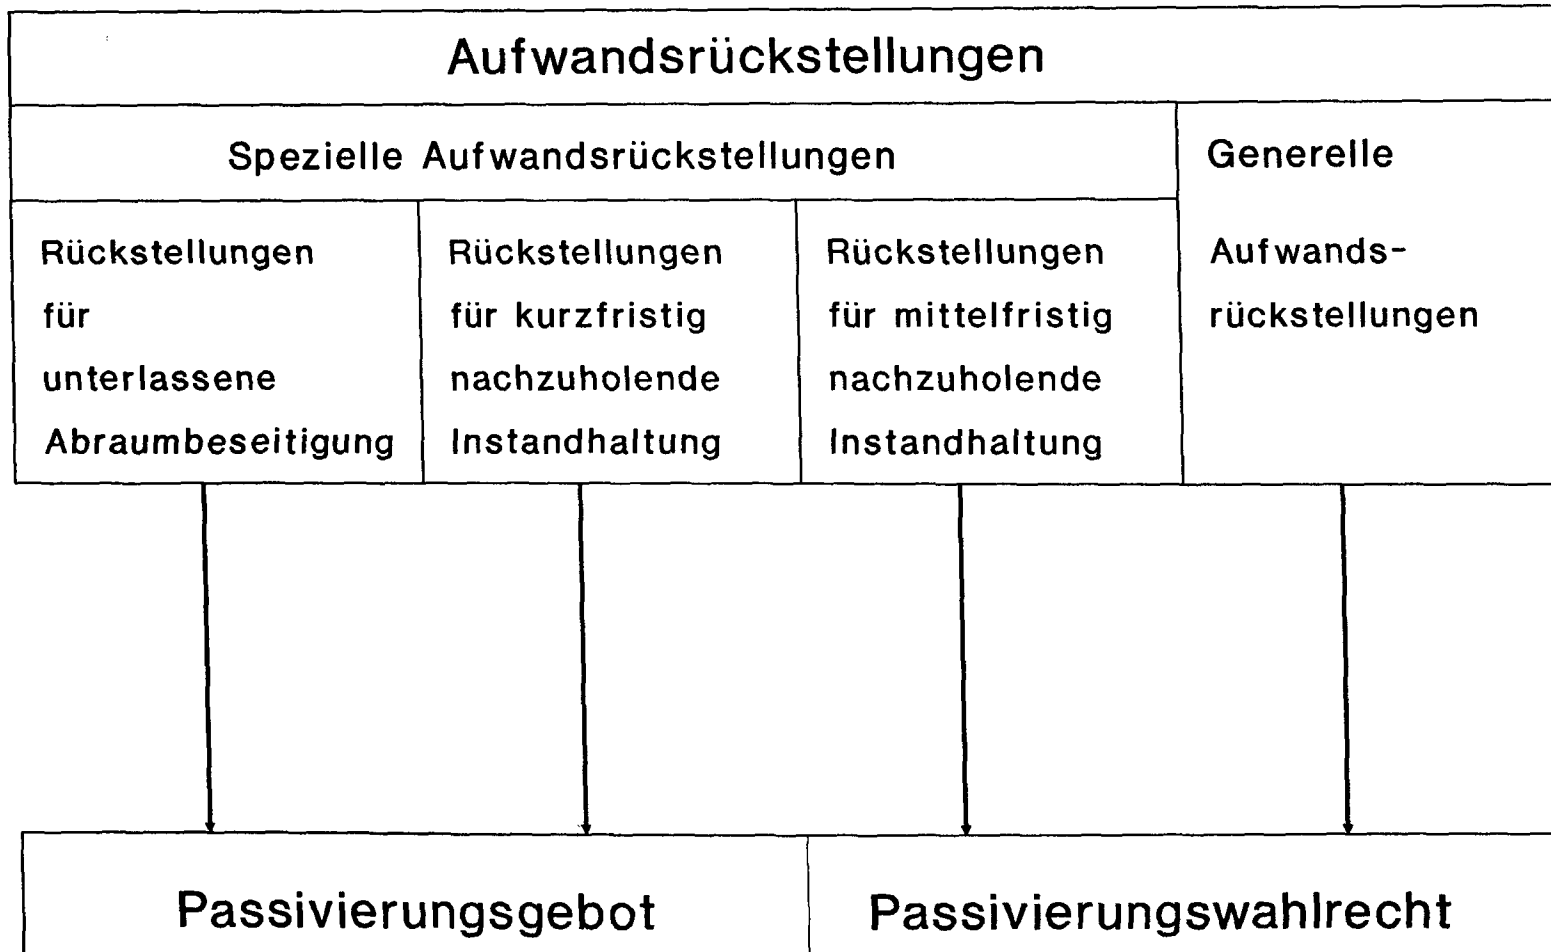 Aufwandsrückstellungen
Spezielle Aufwandsrückstellungen
Generelle
Aufwands-
rückstellungen
Rückstellungen
für
unterlassene
Abraumbeseitigung
Rückstellungen
für kurzfristig
nachzuholende
Instandhaltung
Rückstellungen
für mittelfristig
nachzuholende
Instandhaltung
Passivierungsgebot
Passivierungswahlrecht